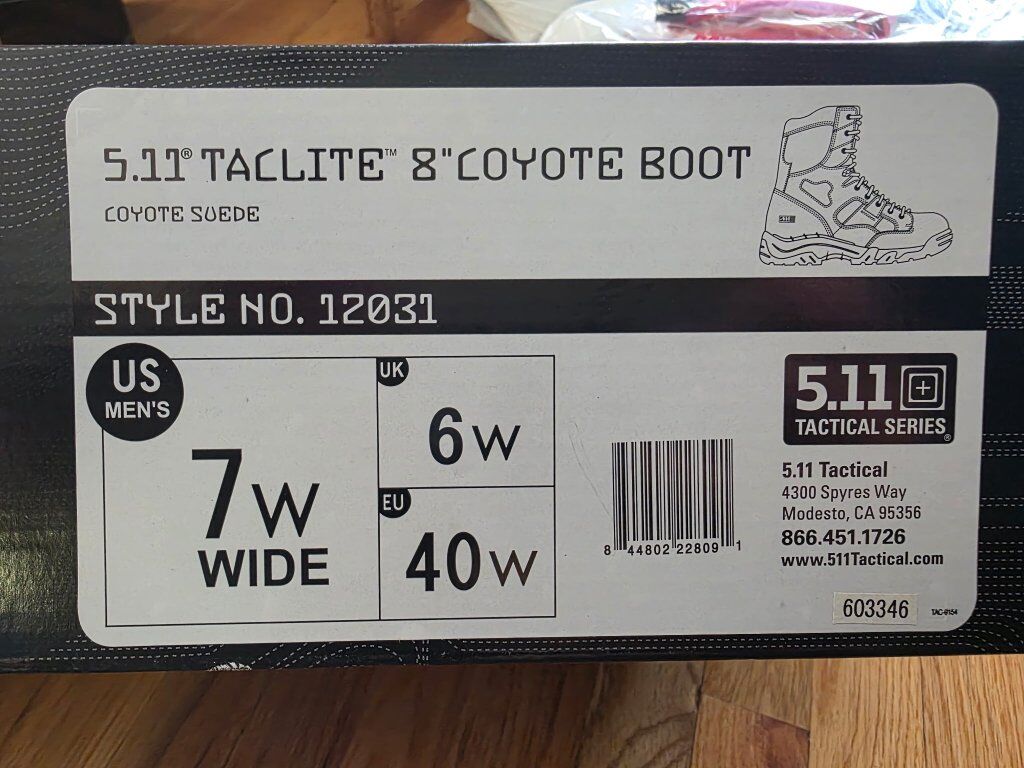 5.11® TACLITE™ 8"COYOTE BOOT
COYOTE SUEDE
5.11
STYLE NO. 12031
US
MEN'S
7W
WIDE
UK
6W
EU
40W
8 44802 22809 1
5.11
TACTICAL SERIES®
5.11 Tactical
4300 Spyres Way
Modesto, CA 95356
866.451.1726
www.511Tactical.com
603346